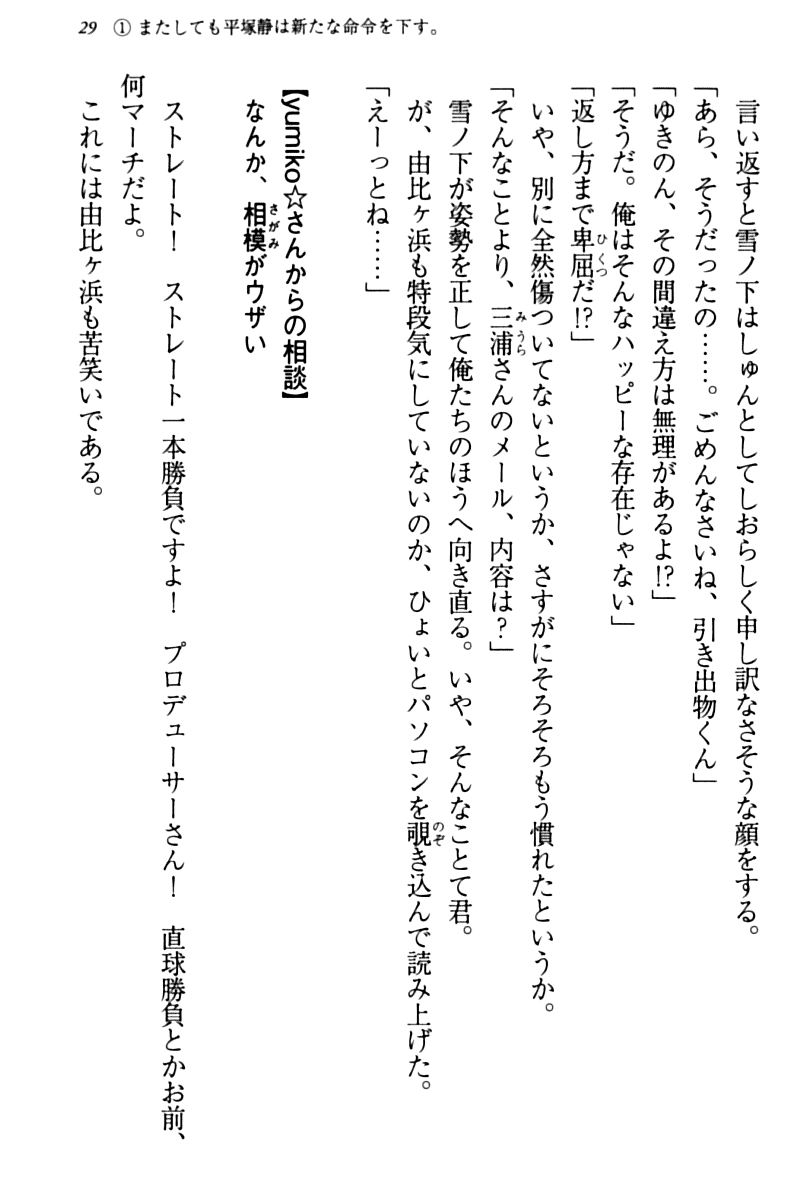 29 ① またしても平塚静は新たな命令を下す。
言い返すと雪ノ下はしゅんとしてしおらしく申し訳なさそうな顔をする。
「あら、そうだったの……。ごめんなさいね、引き出物くん」
「ゆきのん、その間違え方は無理があるよ!?」
「そうだ。俺はそんなハッピーな存在じゃない」
「返し方まで卑屈だ!?」
いや、別に全然傷ついてないというか、さすがにそろそろもう慣れたというか。
「そんなことより、三浦さんのメール、内容は?」
雪ノ下が姿勢を正して俺たちのほうへ向き直る。いや、そんなことて君。
が、由比ヶ浜も特段気にしていないのか、ひょいとパソコンを覗き込んで読み上げた。
「えーっとね……」
【yumiko☆さんからの相談】
なんか、相模がウザい
ストレート! ストレート一本勝負ですよ! プロデューサーさん! 直球勝負とかお前、
何マーチだよ。
これには由比ヶ浜も苦笑いである。